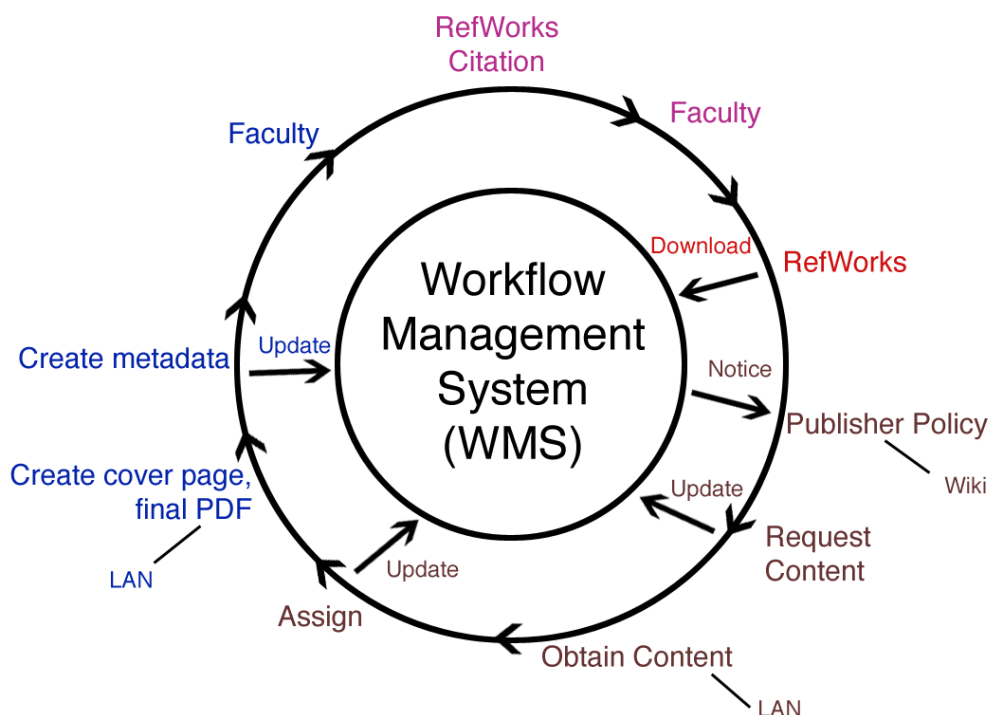 RefWorks
Citation
Faculty
Faculty
Download
RefWorks
Workflow
Management
System
(WMS)
Update
Create metadata
Notice
Publisher Policy
Wiki
Update
Request
Content
Create cover page,
final PDF
LAN
Update
Assign
Obtain Content
LAN